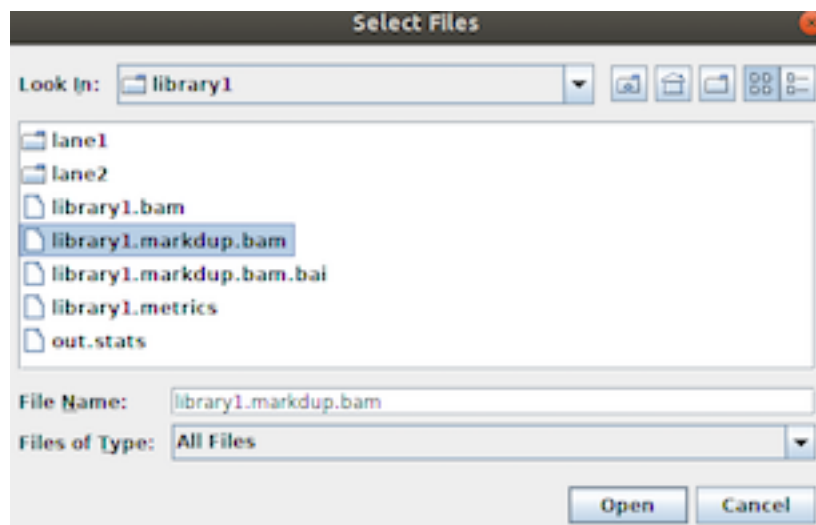 Select Files
Look In: library1
lane1
lane2
library1.bam
library1.markdup.bam
library1.markdup.bam.bai
library1.metrics
out.stats
File Name: library1.markdup.bam
Files of Type: All Files
Open Cancel